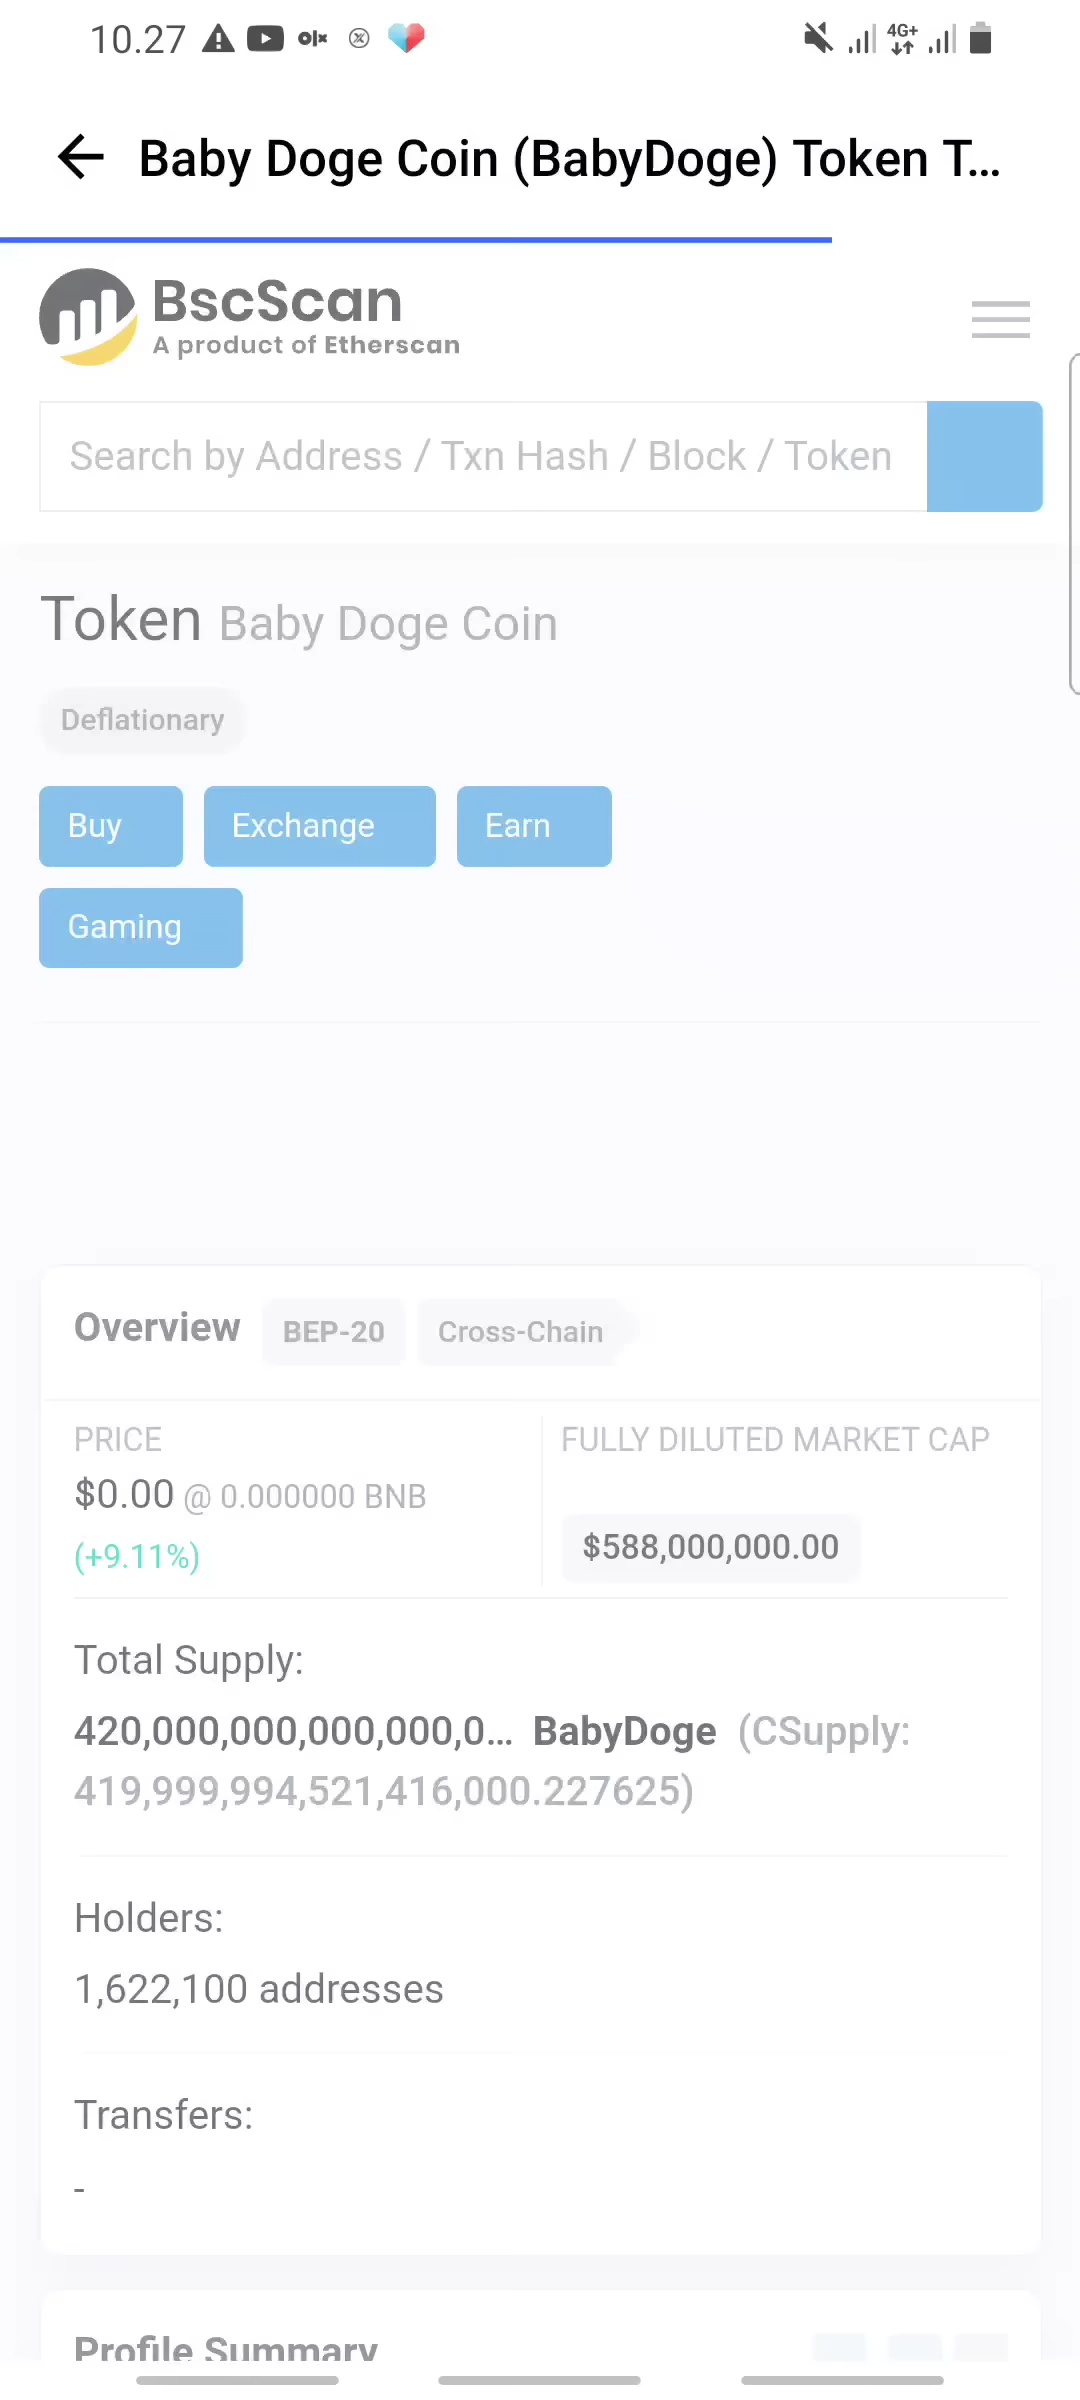 10.27
olx
4G+
Baby Doge Coin (BabyDoge) Token T...
BscScan
A product of Etherscan
Search by Address / Txn Hash / Block / Token
Token Baby Doge Coin
Deflationary
Buy Exchange Earn
Gaming
Overview BEP-20 Cross-Chain
PRICE
$0.00 @ 0.000000 BNB
(+9.11%)
FULLY DILUTED MARKET CAP
$588,000,000.00
Total Supply:
420,000,000,000,000,0... BabyDoge (CSupply:
419,999,994,521,416,000.227625)
Holders:
1,622,100 addresses
Transfers:
-
Profile Summary